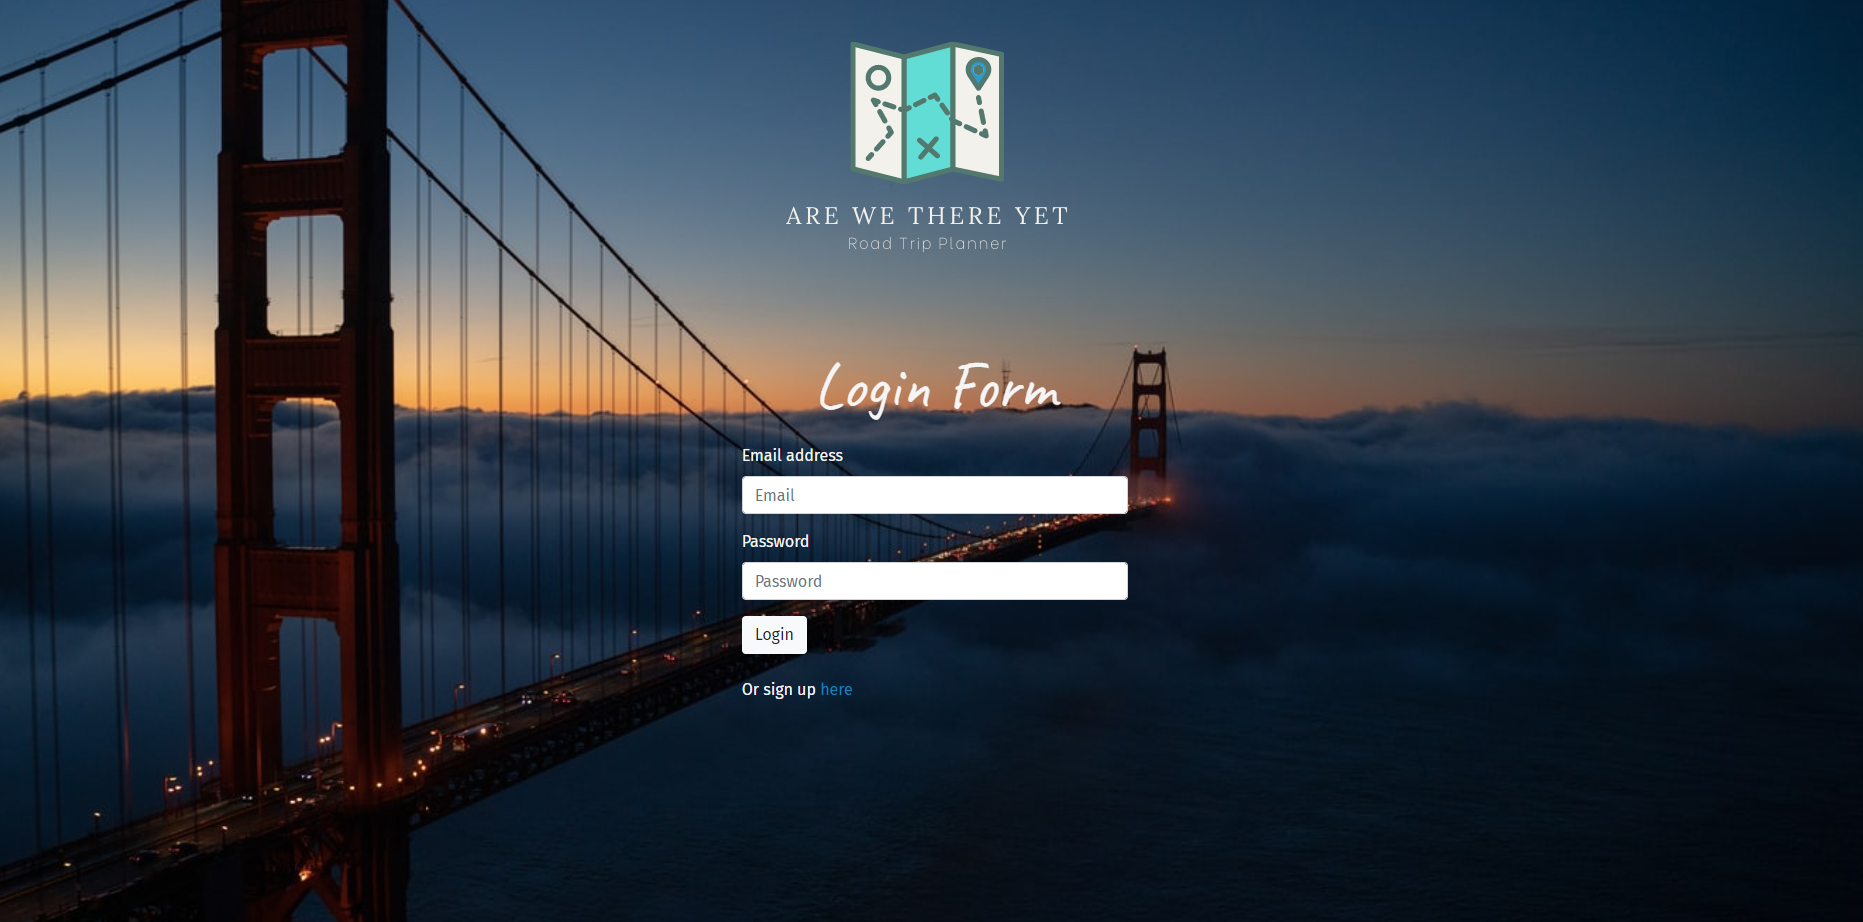 ARE WE THERE YET
Road Trip Planner
Login Form
Email address
Email
Password
Password
Login
Or sign up here